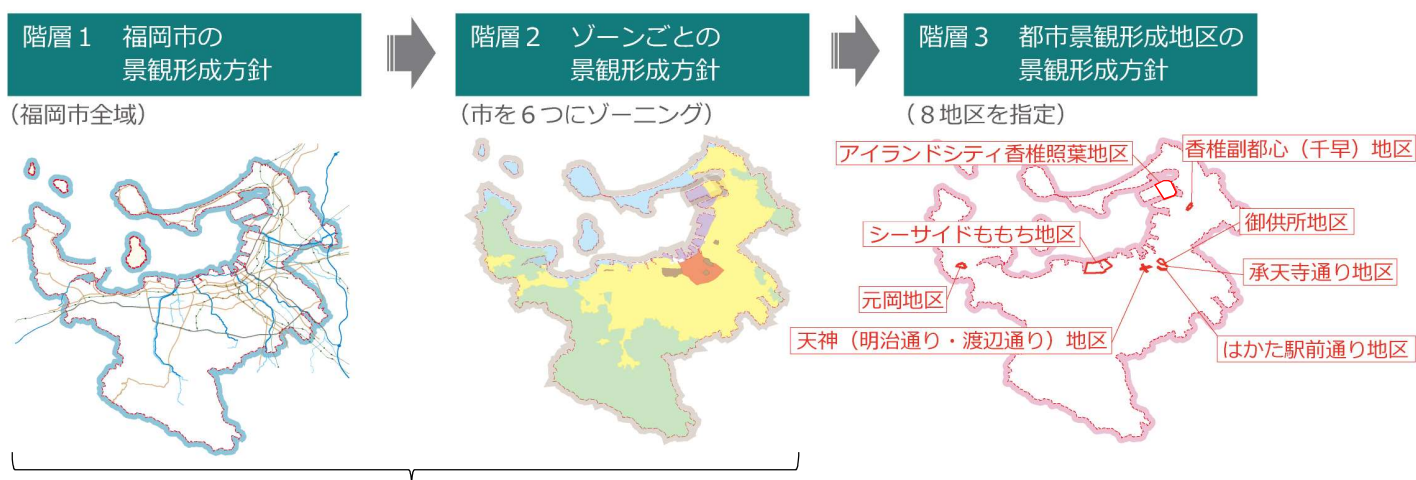 階層１ 福岡市の
景観形成方針
（福岡市全域）
階層２ ゾーンごとの
景観形成方針
（市を６つにゾーニング）
階層３ 都市景観形成地区の
景観形成方針
（８地区を指定）
アイランドシティ香椎照葉地区
香椎副都心（千早）地区
御供所地区
シーサイドももち地区
承天寺通り地区
元岡地区
天神（明治通り・渡辺通り）地区
はかた駅前通り地区